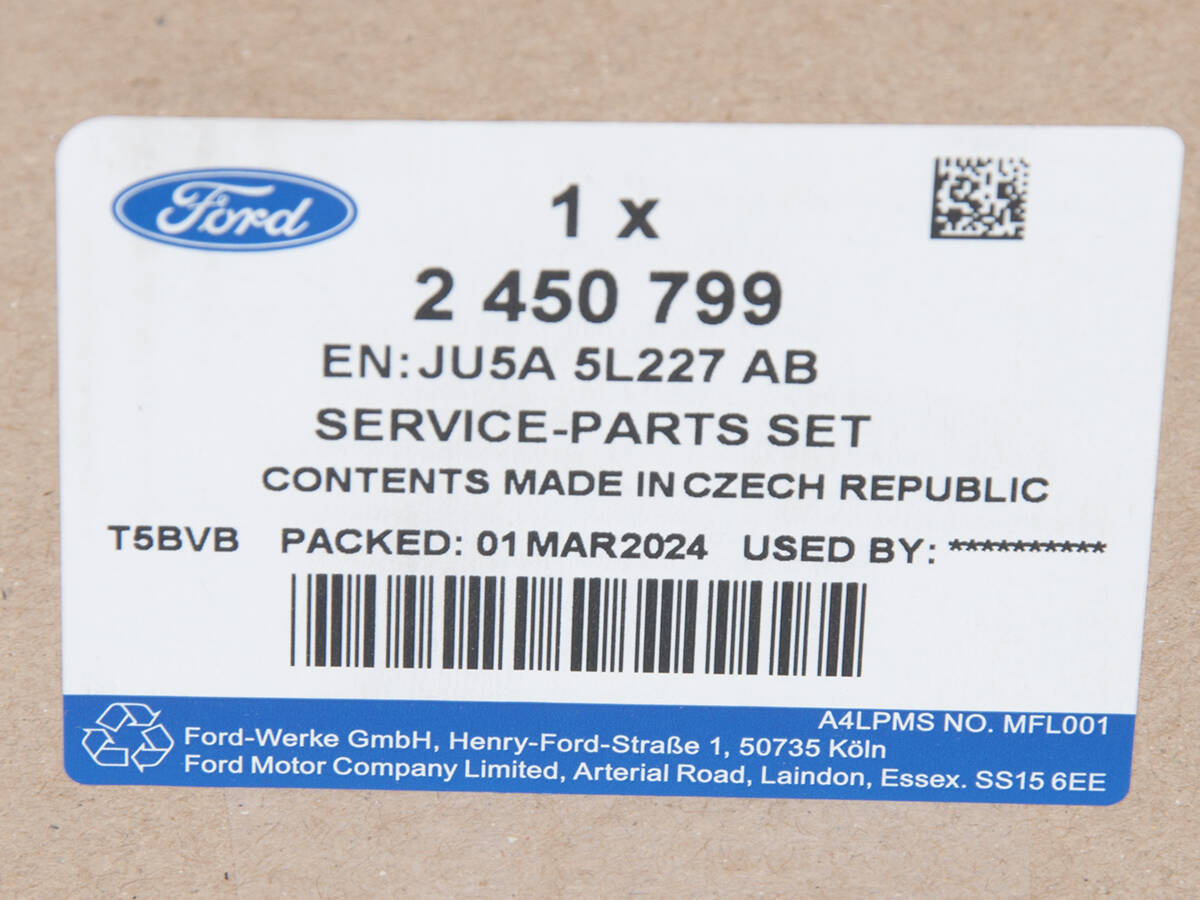 Ford
1 x
2 450 799
EN:JU5A 5L227 AB
SERVICE-PARTS SET
CONTENTS MADE IN CZECH REPUBLIC
T5BVB PACKED: 01 MAR2024 USED BY: **********
A4LPMS NO. MFL001
Ford-Werke GmbH, Henry-Ford-Straße 1, 50735 Köln
Ford Motor Company Limited, Arterial Road, Laindon, Essex. SS15 6EE